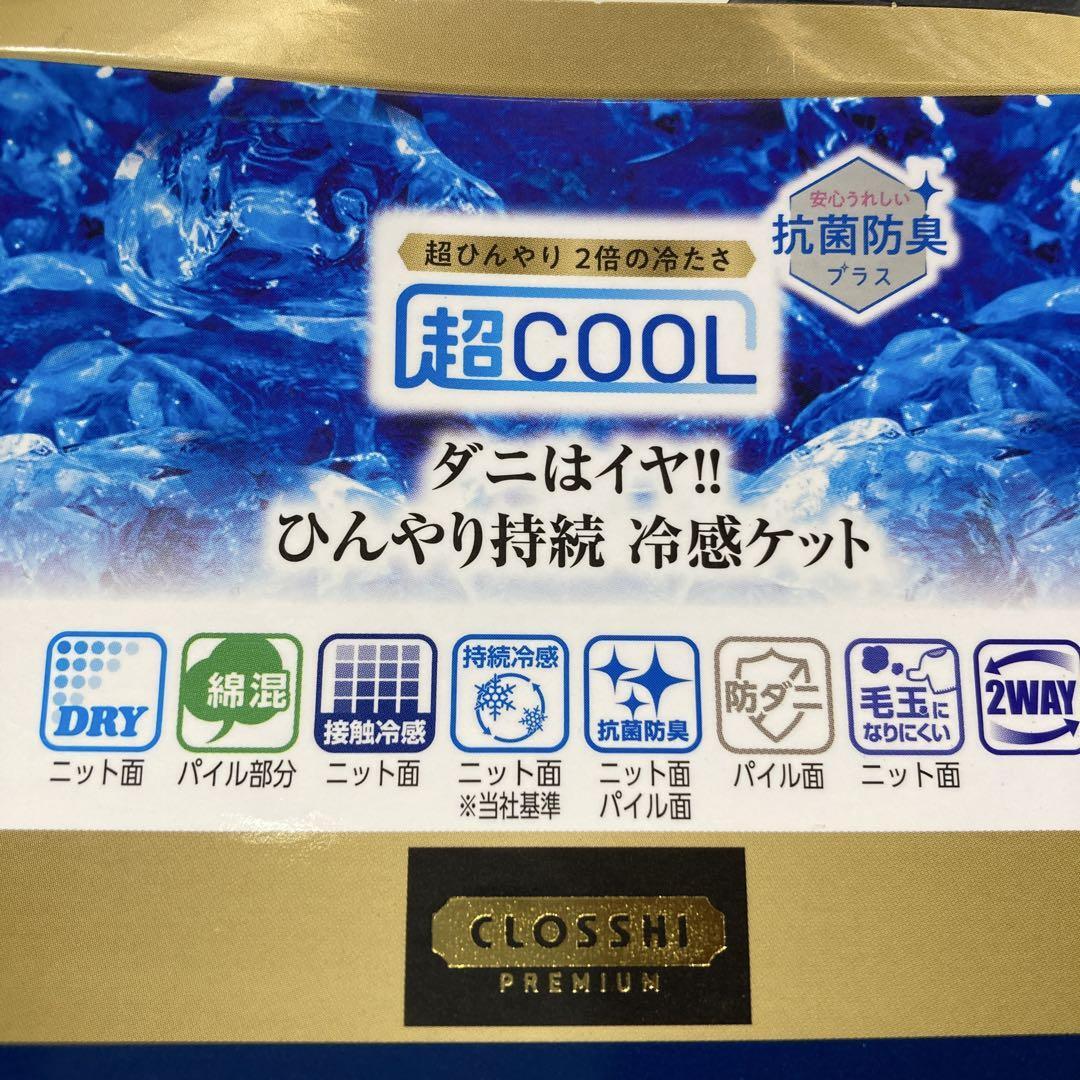 安心うれしい
抗菌防臭
プラス
超ひんやり 2倍の冷たさ
超COOL
ダニはイヤ!!
ひんやり持続 冷感ケット
DRY
ニット面
綿混
パイル部分
接触冷感
ニット面
持続冷感
ニット面
※当社基準
抗菌防臭
ニット面
パイル面
防ダニ
パイル面
毛玉に
なりにくい
ニット面
2WAY
CLOSSHI
PREMIUM